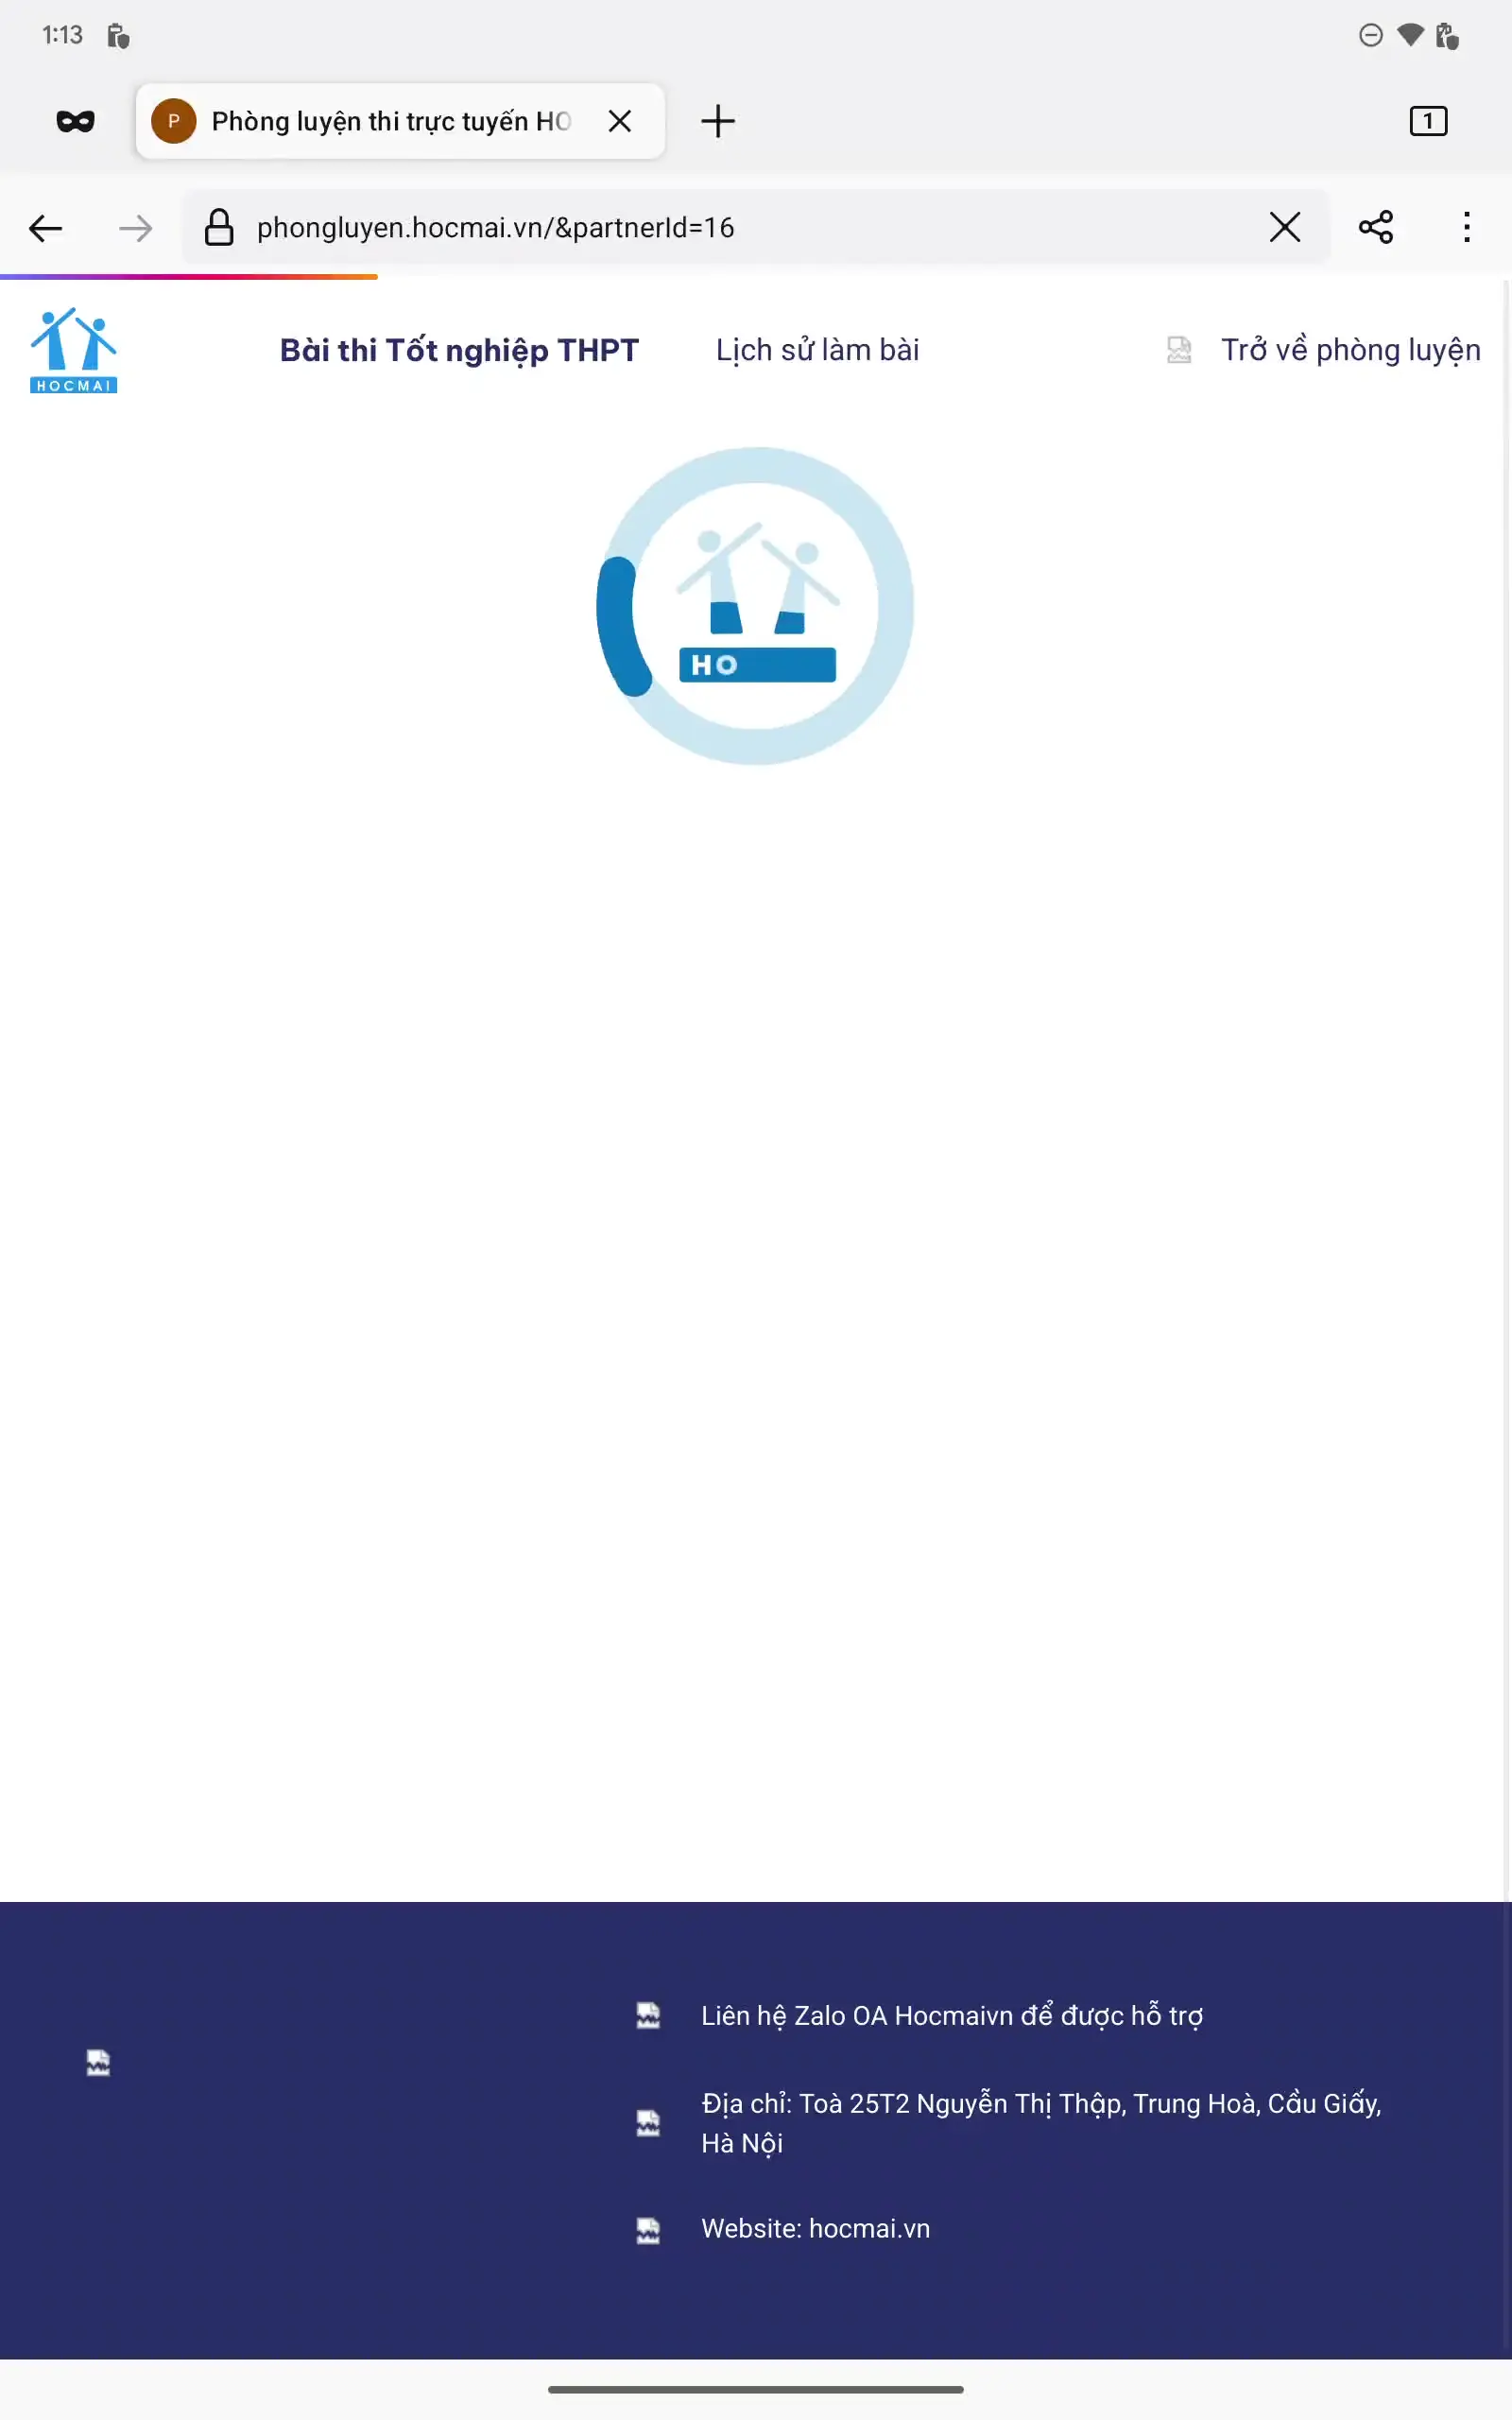 1:13
P
Phòng luyện thi trực tuyến HO
1
phongluyen.hocmai.vn/&partnerId=16
HOCMAI
Bài thi Tốt nghiệp THPT
Lịch sử làm bài
Trở về phòng luyện
HO
Liên hệ Zalo OA Hocmaivn để được hỗ trợ
Địa chỉ: Toà 25T2 Nguyễn Thị Thập, Trung Hoà, Cầu Giấy,
Hà Nội
Website: hocmai.vn